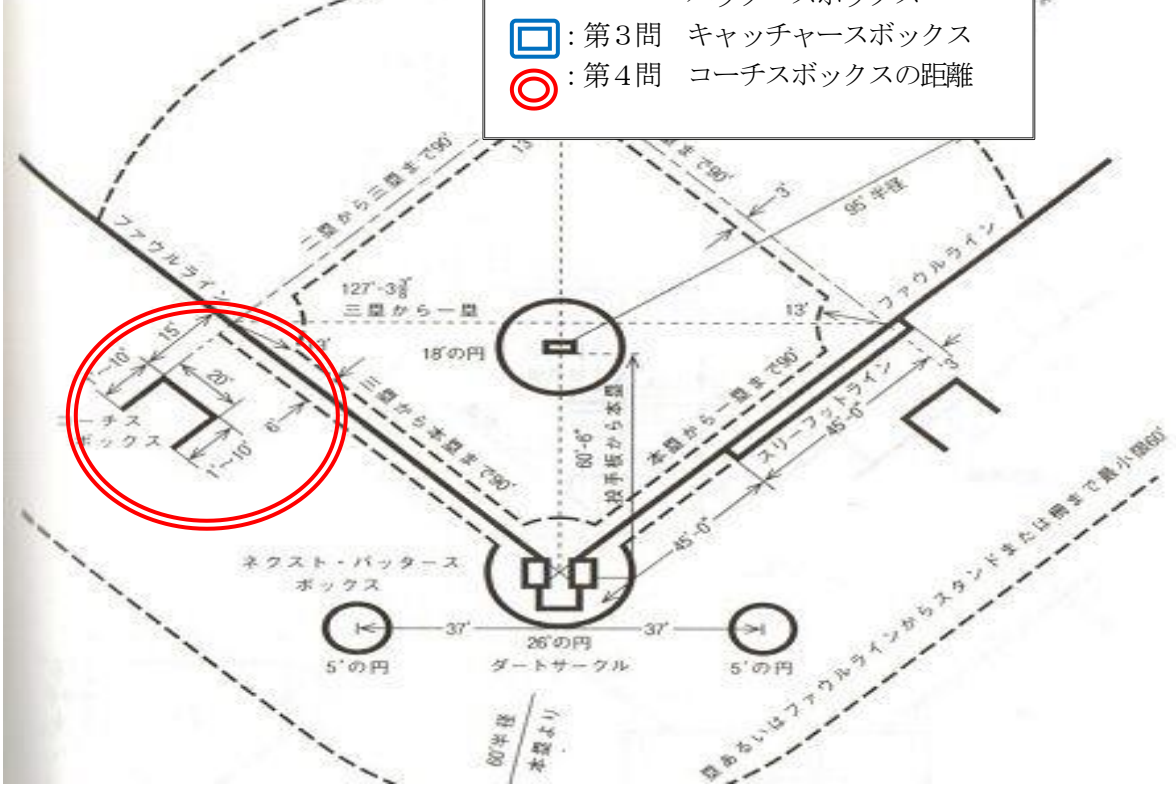 :第3問 キャッチャースボックス
:第4問 コーチスボックスの距離
二塁から三塁まで90'
13'
まで90'
3'
95'半径
ファウルライン
ファウルライン
127'-3⅜"
三塁から一塁
13'
18'の円
15'
20'
1'~10'
6'
1'~10'
三塁から本塁まで90'
60'-6"
投手板から本塁
本塁から一塁まで90'
スリーフットライン
45'-0"
3'
45'-0"
ネクスト・バッタース
ボックス
37'
37'
26'の円
ダートサークル
5'の円
5'の円
60'半径
本塁より
塁あるいはファウルラインからスタンドまたは柵まで最小限60'